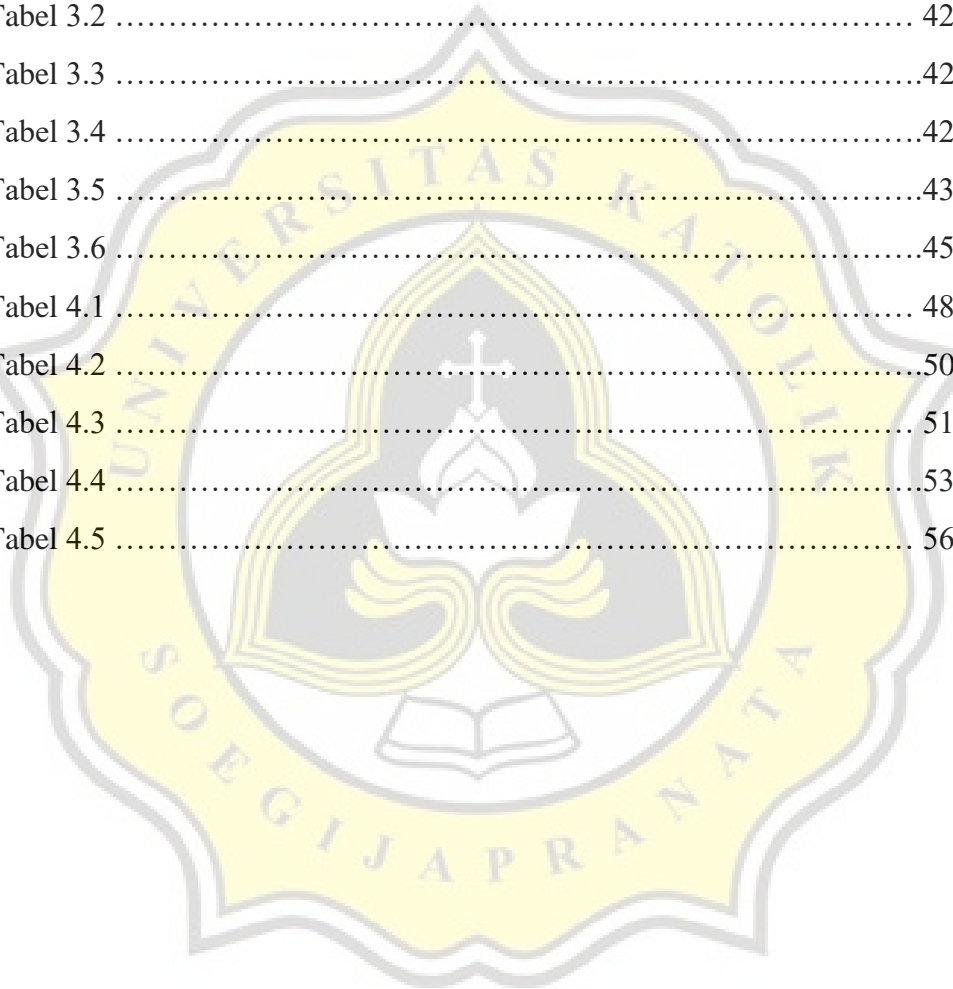 Tabel 3.2 ........................................................................................... 42
Tabel 3.3 ...........................................................................................42
Tabel 3.4 ...........................................................................................42
Tabel 3.5 ...........................................................................................43
Tabel 3.6 ...........................................................................................45
Tabel 4.1 ........................................................................................... 48
Tabel 4.2 ...........................................................................................50
Tabel 4.3 ........................................................................................... 51
Tabel 4.4 ...........................................................................................53
Tabel 4.5 ........................................................................................... 56
UNIVERSITAS KATOLIK
SOEGIJAPRANATA